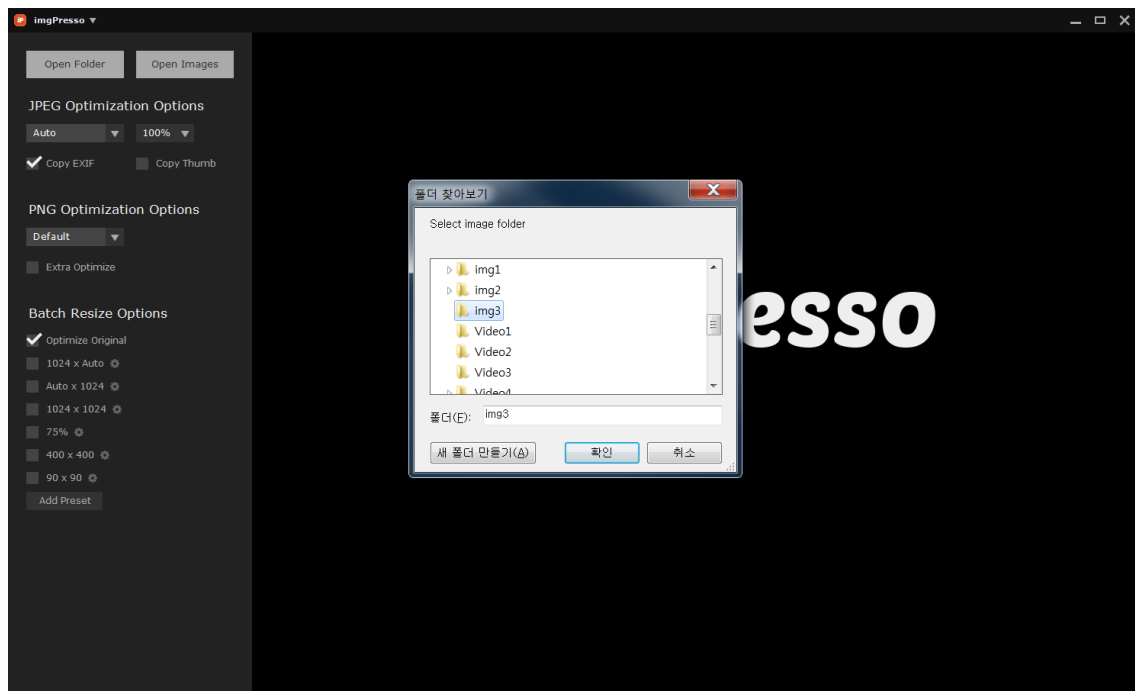 imgPresso
Open Folder Open Images
JPEG Optimization Options
Auto 100%
Copy EXIF Copy Thumb
PNG Optimization Options
Default
Extra Optimize
Batch Resize Options
Optimize Original
1024 x Auto
Auto x 1024
1024 x 1024
75%
400 x 400
90 x 90
Add Preset
폴더 찾아보기
Select image folder
img1
img2
img3
Video1
Video2
Video3
Video4
폴더(F): img3
새 폴더 만들기(A) 확인 취소
esso